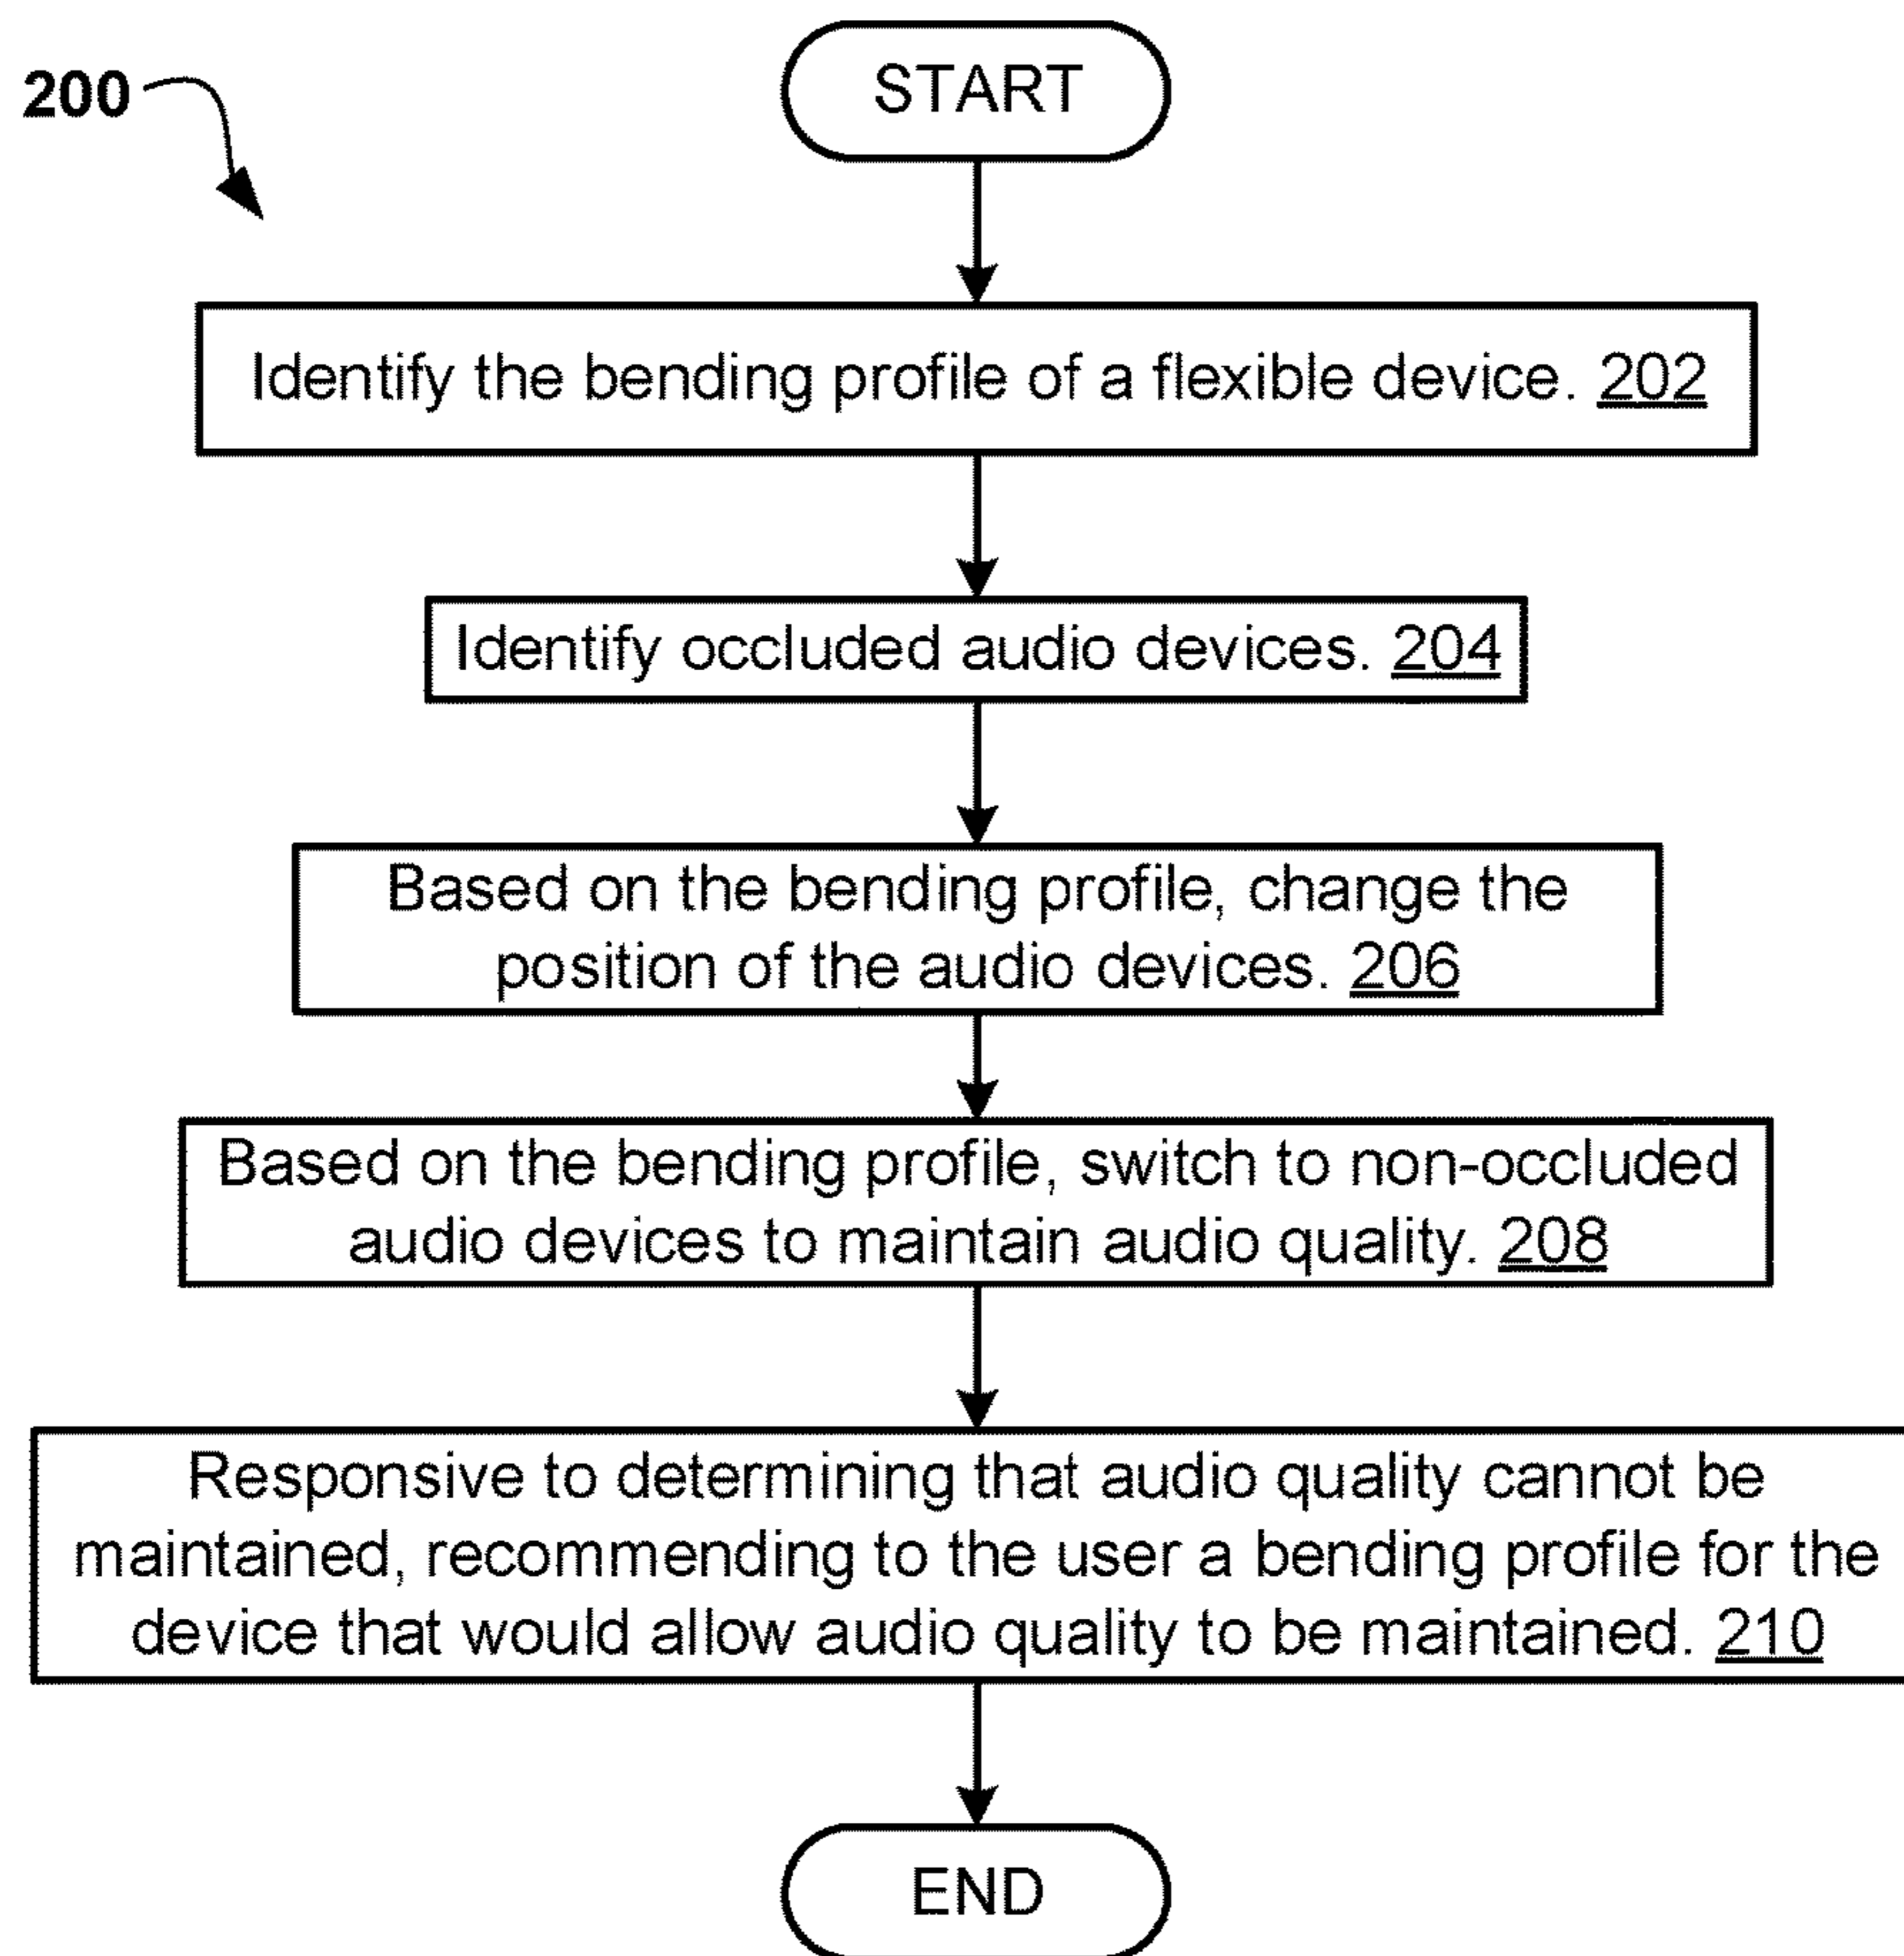 200
START
Identify the bending profile of a flexible device. 202
Identify occluded audio devices. 204
Based on the bending profile, change the
position of the audio devices. 206
Based on the bending profile, switch to non-occluded
audio devices to maintain audio quality. 208
Responsive to determining that audio quality cannot be
maintained, recommending to the user a bending profile for the
device that would allow audio quality to be maintained. 210
END